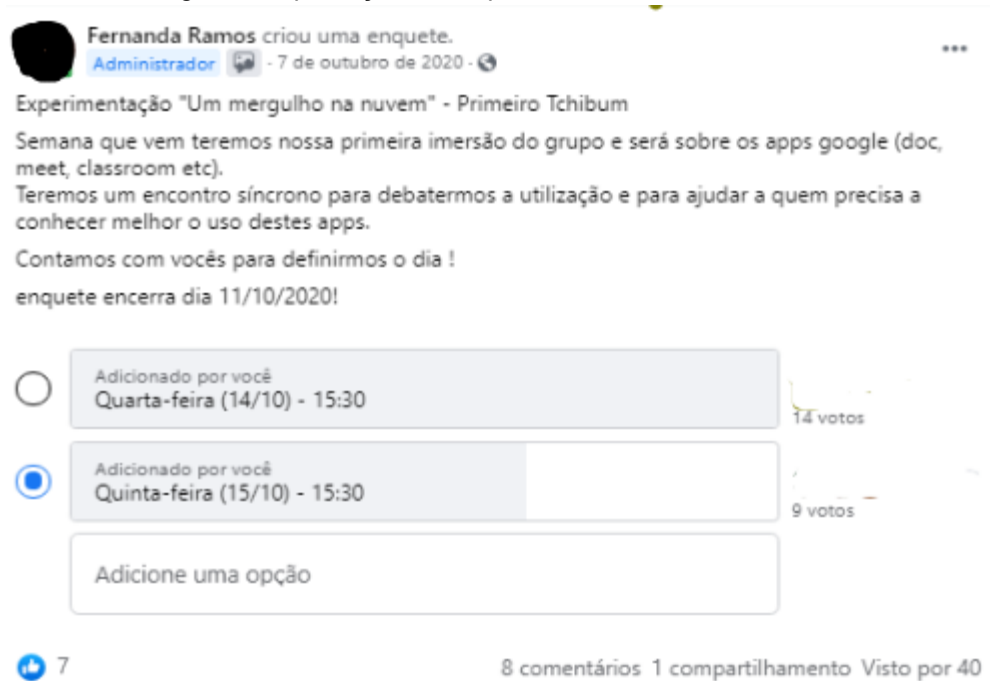 Fernanda Ramos criou uma enquete.
Administrador · 7 de outubro de 2020 ·
Experimentação "Um mergulho na nuvem" - Primeiro Tchibum
Semana que vem teremos nossa primeira imersão do grupo e será sobre os apps google (doc,
meet, classroom etc).
Teremos um encontro síncrono para debatermos a utilização e para ajudar a quem precisa a
conhecer melhor o uso destes apps.
Contamos com vocês para definirmos o dia !
enquete encerra dia 11/10/2020!
Adicionado por você
Quarta-feira (14/10) - 15:30
14 votos
Adicionado por você
Quinta-feira (15/10) - 15:30
9 votos
Adicione uma opção
7
8 comentários 1 compartilhamento Visto por 40